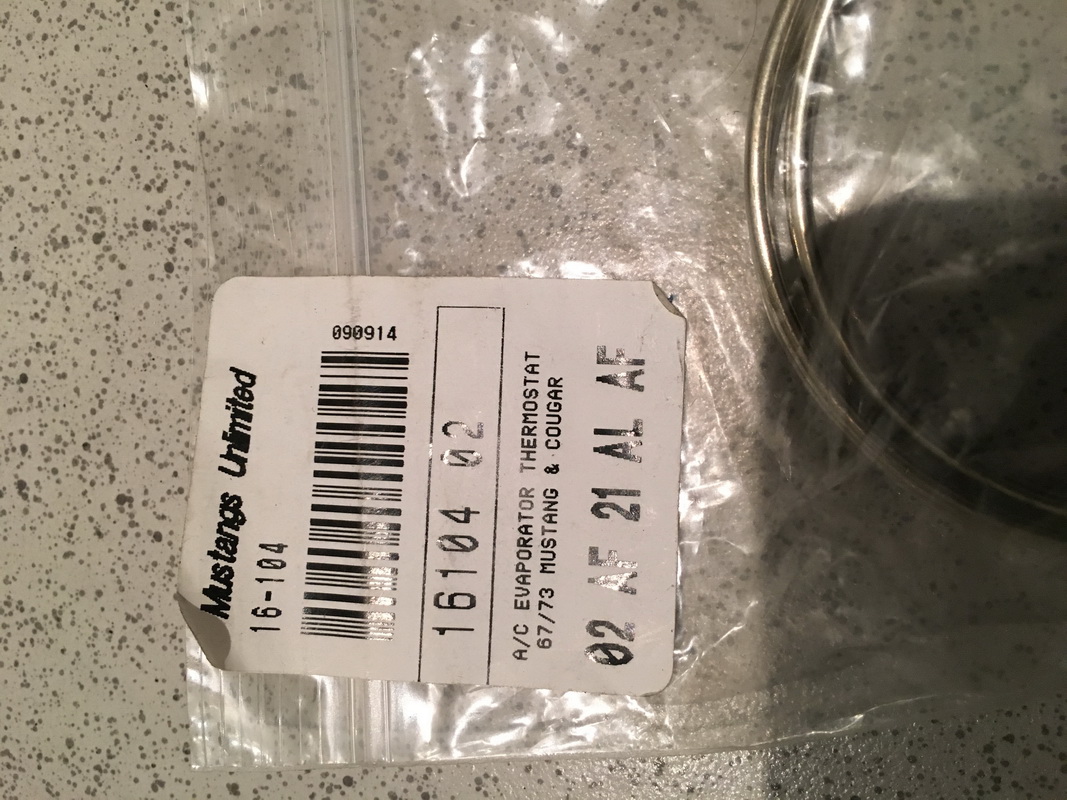 Mustangs Unlimited
16-104
090914
16104 02
A/C EVAPORATOR THERMOSTAT
67/73 MUSTANG & COUGAR
02 AF 21 AL AF